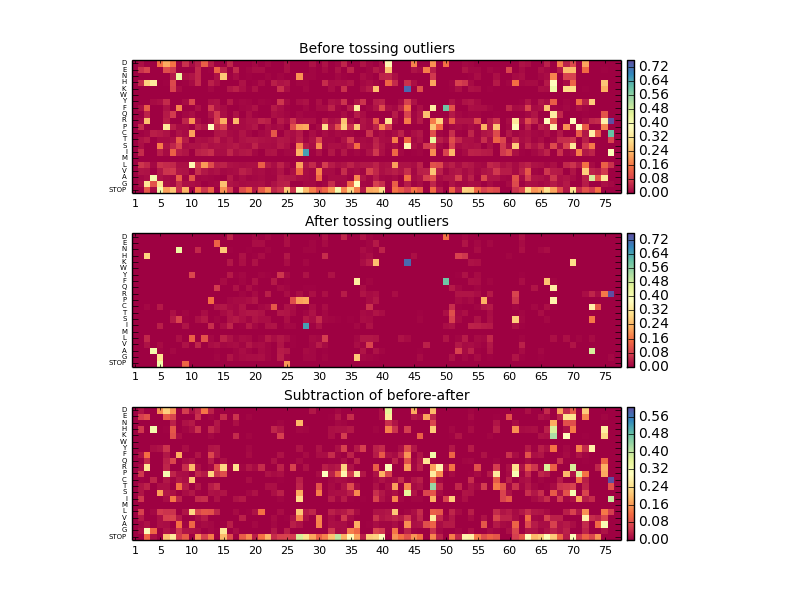 Before tossing outliers
D
E
N
H
K
W
Y
F
Q
R
P
C
T
S
I
M
L
V
A
G
STOP
1 5 10 15 20 25 30 35 40 45 50 55 60 65 70 75
0.72
0.64
0.56
0.48
0.40
0.32
0.24
0.16
0.08
0.00
After tossing outliers
D
E
N
H
K
W
Y
F
Q
R
P
C
T
S
I
M
L
V
A
G
STOP
1 5 10 15 20 25 30 35 40 45 50 55 60 65 70 75
0.72
0.64
0.56
0.48
0.40
0.32
0.24
0.16
0.08
0.00
Subtraction of before-after
D
E
N
H
K
W
Y
F
Q
R
P
C
T
S
I
M
L
V
A
G
STOP
1 5 10 15 20 25 30 35 40 45 50 55 60 65 70 75
0.56
0.48
0.40
0.32
0.24
0.16
0.08
0.00